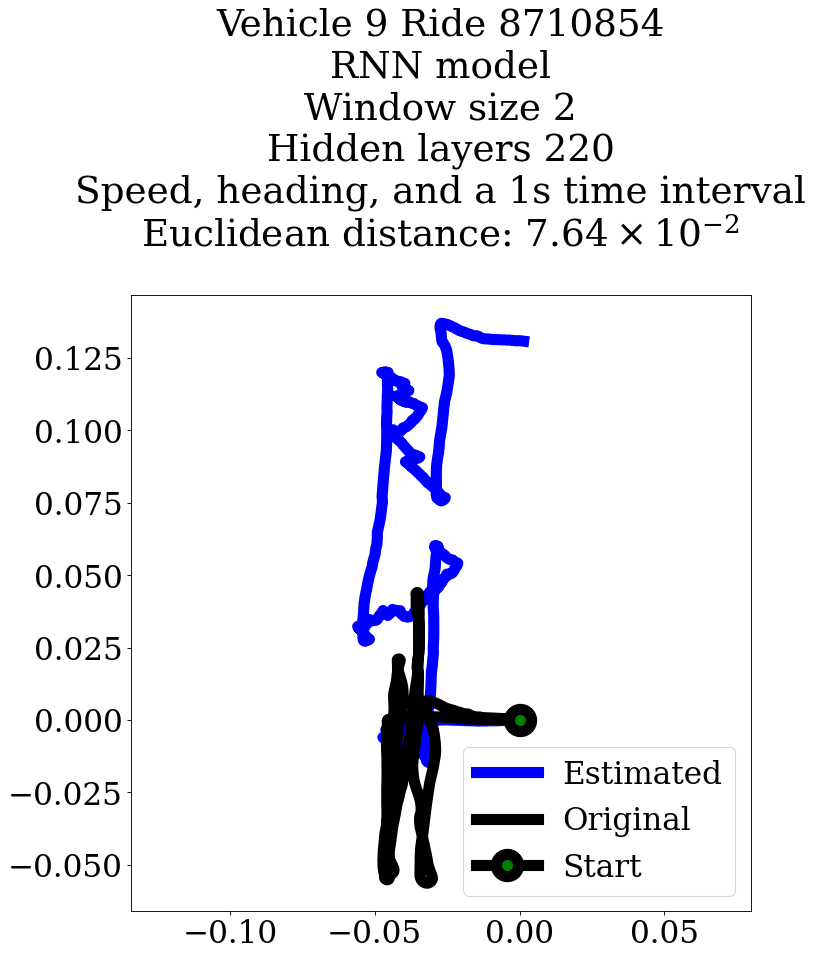 Vehicle 9 Ride 8710854
RNN model
Window size 2
Hidden layers 220
Speed, heading, and a 1s time interval
Euclidean distance: 7.64 × 10⁻²
0.125
0.100
0.075
0.050
0.025
0.000
−0.025
−0.050
Estimated
Original
Start
−0.10 −0.05 0.00 0.05